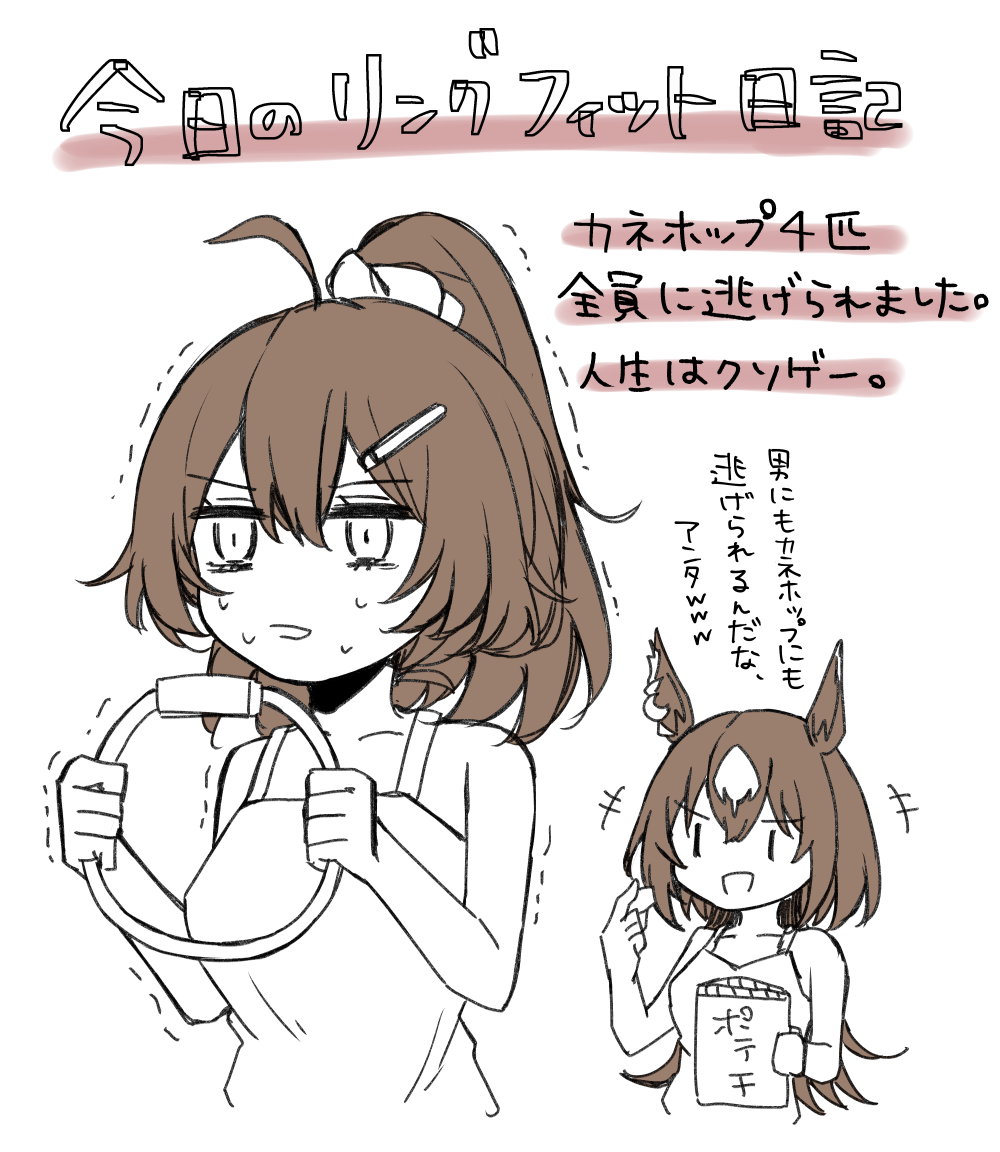 今日のリングフィット日記
カネホップ4匹
全員に逃げられました。
人生はクソゲー。
男にもカネホップにも
逃げられるんだな、
アンタwww
ポテチ